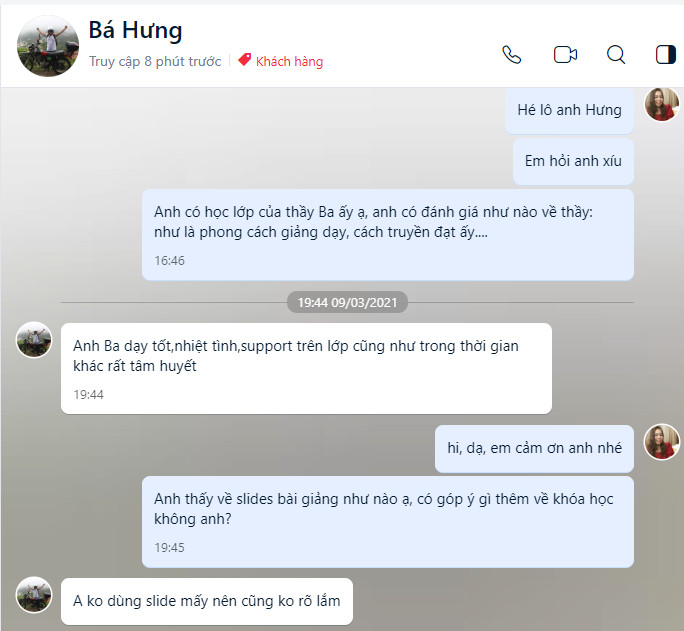 Bá Hưng
Truy cập 8 phút trước
Khách hàng
Hé lô anh Hưng
Em hỏi anh xíu
Anh có học lớp của thầy Ba ấy ạ, anh có đánh giá như nào về thầy:
như là phong cách giảng dạy, cách truyền đạt ấy....
16:46
19:44 09/03/2021
Anh Ba dạy tốt,nhiệt tình,support trên lớp cũng như trong thời gian
khác rất tâm huyết
19:44
hi, dạ, em cảm ơn anh nhé
Anh thấy về slides bài giảng như nào ạ, có góp ý gì thêm về khóa học
không anh?
19:45
A ko dùng slide mấy nên cũng ko rõ lắm